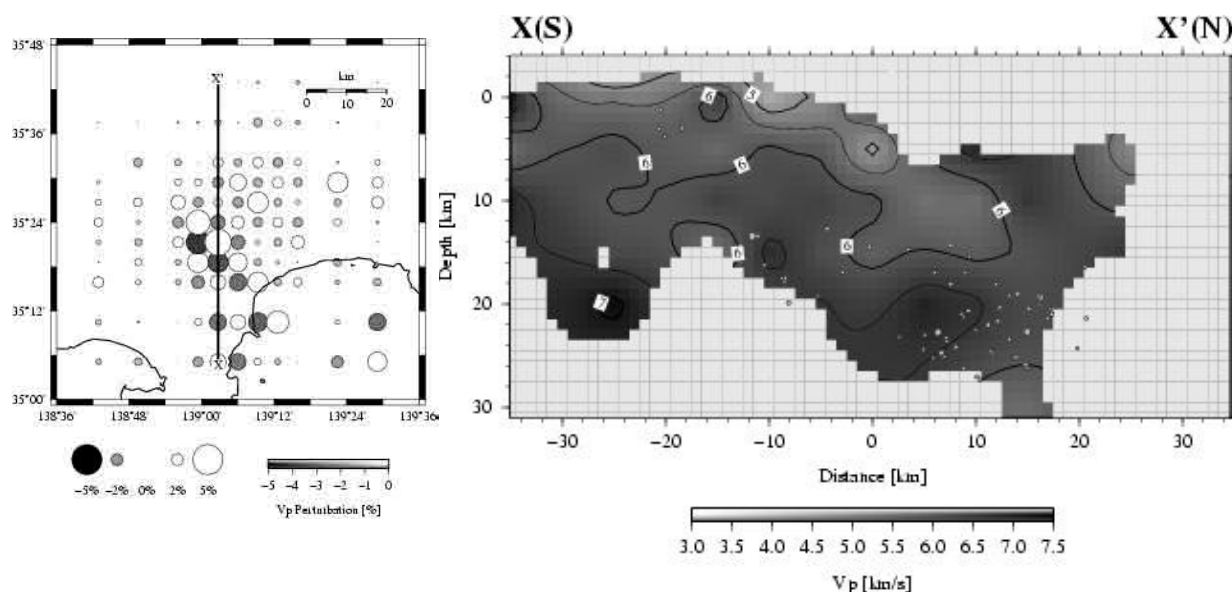 X(S) X'(N)
35°48'
35°36'
35°24'
35°12'
35°00'
138°36 138°48' 139°00' 139°12' 139°24' 139°36
X'
km
0 10 20
X
−5% −2% 0% 2% 5%
−5 −4 −3 −2 −1 0
Vp Perturbation [%]
Depth [km]
0
10
20
30
6 3
6 6
6
6
7
−30 −20 −10 0 10 20 30
Distance [km]
3.0 3.5 4.0 4.5 5.0 5.5 6.0 6.5 7.0 7.5
Vp [km/s]